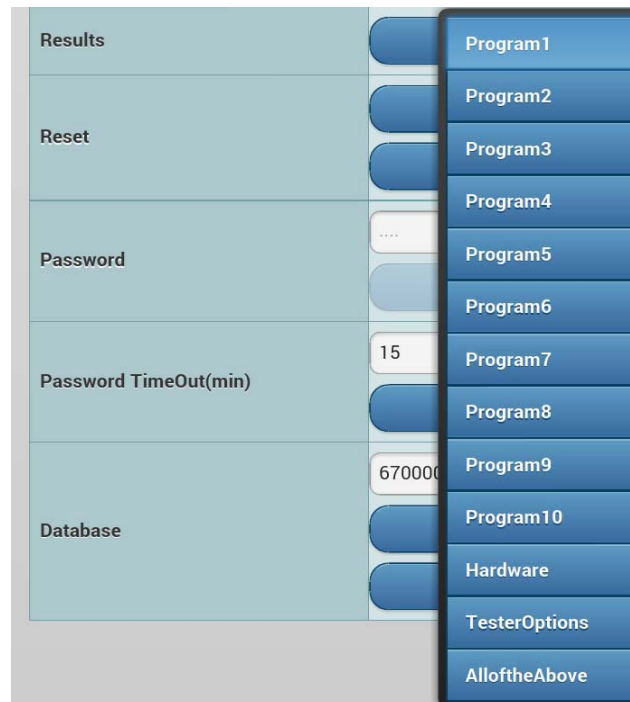 Results
Reset
Password
....
Password TimeOut(min)
15
Database
Program1
Program2
Program3
Program4
Program5
Program6
Program7
Program8
Program9
Program10
Hardware
TesterOptions
AlloftheAbove